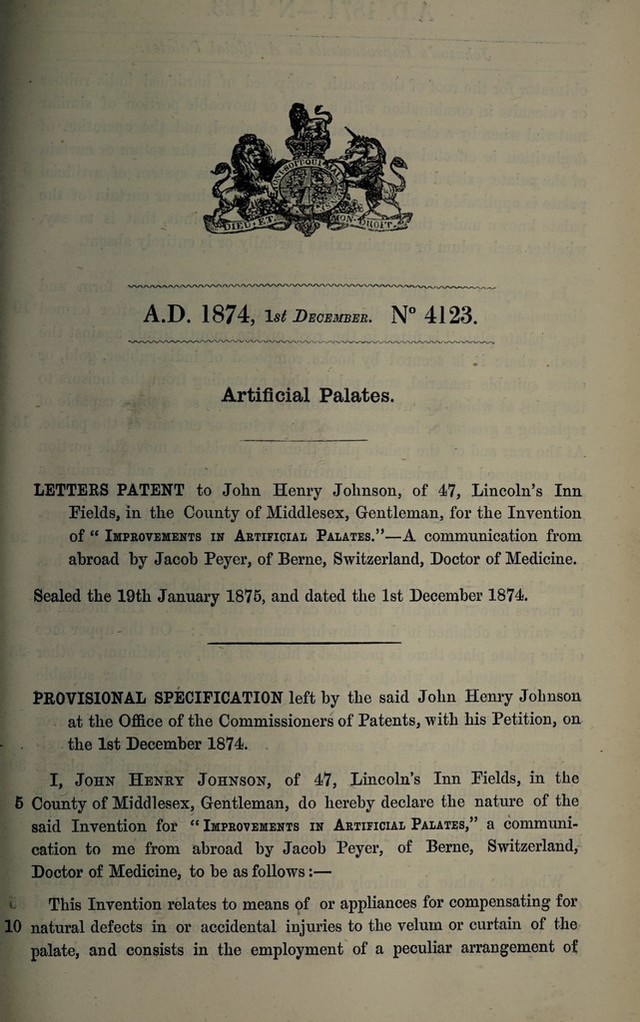 DIEU ET MON DROIT
A.D. 1874, 1st DECEMBER. N° 4123.
Artificial Palates.
LETTERS PATENT to John Henry Johnson, of 47, Lincoln's Inn
Fields, in the County of Middlesex, Gentleman, for the Invention
of "IMPROVEMENTS IN ARTIFICIAL PALATES."—A communication from
abroad by Jacob Peyer, of Berne, Switzerland, Doctor of Medicine.
Sealed the 19th January 1875, and dated the 1st December 1874.
PROVISIONAL SPECIFICATION left by the said John Henry Johnson
at the Office of the Commissioners of Patents, with his Petition, on
the 1st December 1874.
I, JOHN HENRY JOHNSON, of 47, Lincoln's Inn Fields, in the
5 County of Middlesex, Gentleman, do hereby declare the nature of the
said Invention for "IMPROVEMENTS IN ARTIFICIAL PALATES," a communi-
cation to me from abroad by Jacob Peyer, of Berne, Switzerland,
Doctor of Medicine, to be as follows:—
This Invention relates to means of or appliances for compensating for
10 natural defects in or accidental injuries to the velum or curtain of the
palate, and consists in the employment of a peculiar arrangement of